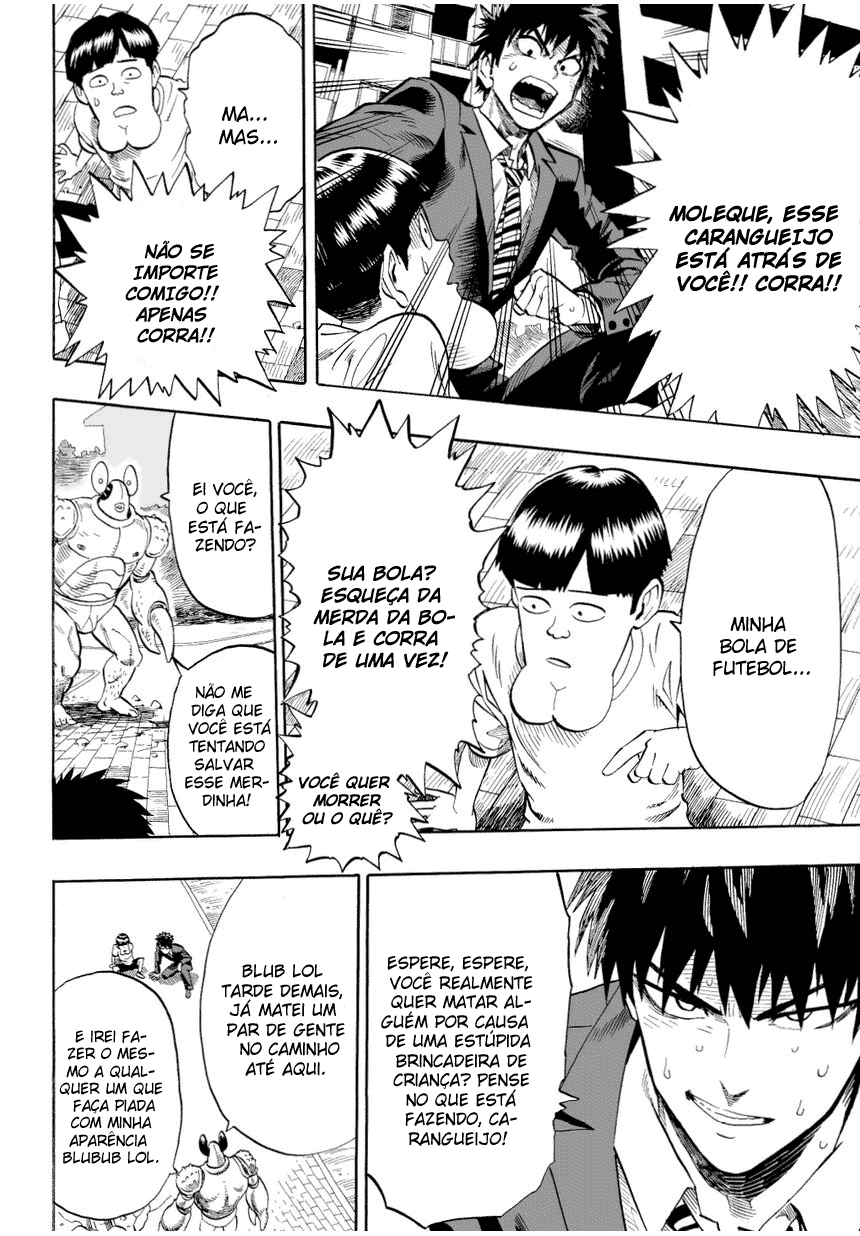 MOLEQUE, ESSE
CARANGUEIJO
ESTÁ ATRÁS DE
VOCÊ!! CORRA!!
MA...
MAS...
NÃO SE
IMPORTE
COMIGO!!
APENAS
CORRA!!
MINHA
BOLA DE
FUTEBOL...
SUA BOLA?
ESQUEÇA DA
MERDA DA BO-
LA E CORRA
DE UMA VEZ!
VOCÊ QUER
MORRER
OU O QUÊ?
EI VOCÊ,
O QUE
ESTÁ FA-
ZENDO?
NÃO ME
DIGA QUE
VOCÊ ESTÁ
TENTANDO
SALVAR
ESSE MER-
DINHA!
ESPERE, ESPERE,
VOCÊ REALMENTE
QUER MATAR AL-
GUÉM POR CAUSA
DE UMA ESTÚPIDA
BRINCADEIRA DE
CRIANÇA? PENSE
NO QUE ESTÁ
FAZENDO, CA-
RANGUEIJO!
BLUB LOL
TARDE DEMAIS,
JÁ MATEI UM
PAR DE GENTE
NO CAMINHO
ATÉ AQUI.
E IREI FA-
ZER O MES-
MO A QUAL-
QUER UM QUE
FAÇA PIADA
COM MINHA
APARÊNCIA
BLUBUB LOL.